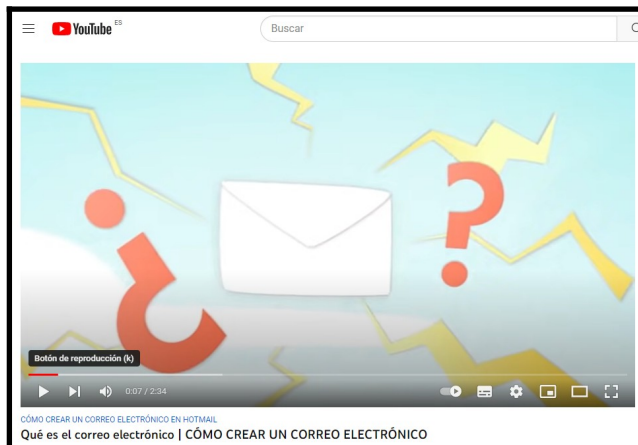 YouTube ES
Buscar
¿ ?
Botón de reproducción (k)
0:07 / 2:34
CÓMO CREAR UN CORREO ELECTRÓNICO EN HOTMAIL
Qué es el correo electrónico | CÓMO CREAR UN CORREO ELECTRÓNICO